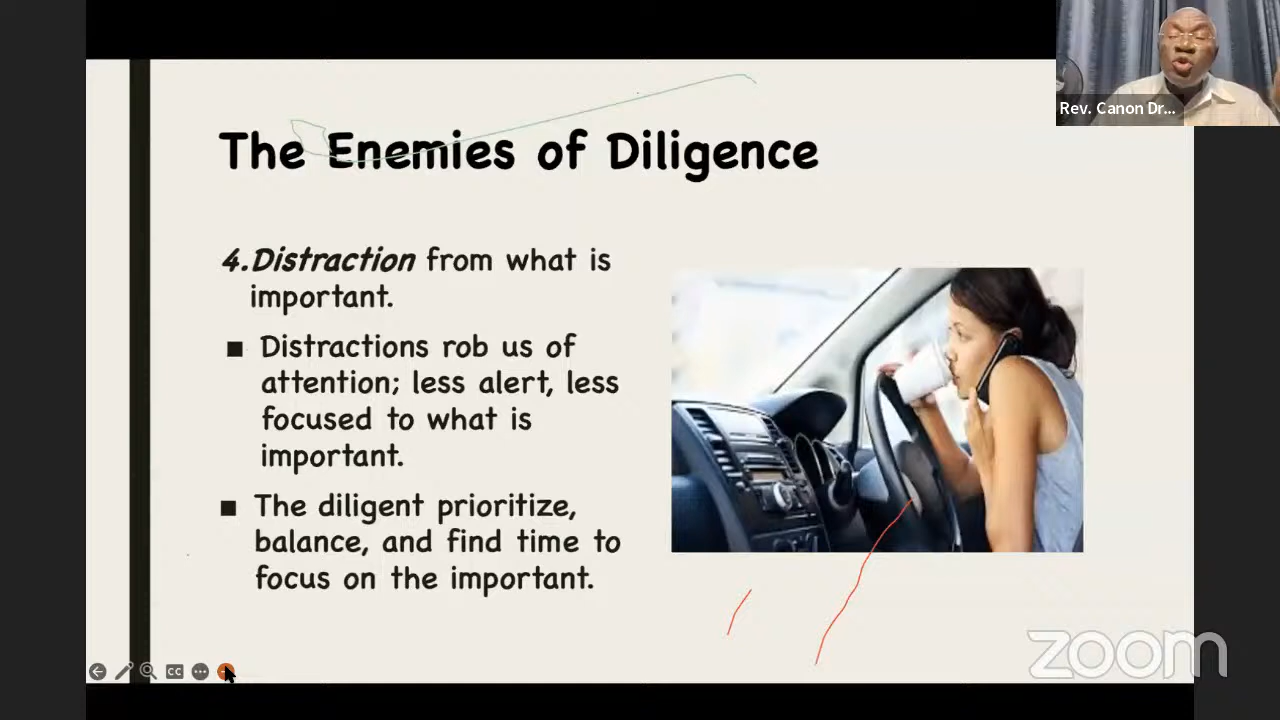 Rev. Canon Dr...
The Enemies of Diligence
4.Distraction from what is
important.
■ Distractions rob us of
attention; less alert, less
focused to what is
important.
■ The diligent prioritize,
balance, and find time to
focus on the important.
CC
zoom